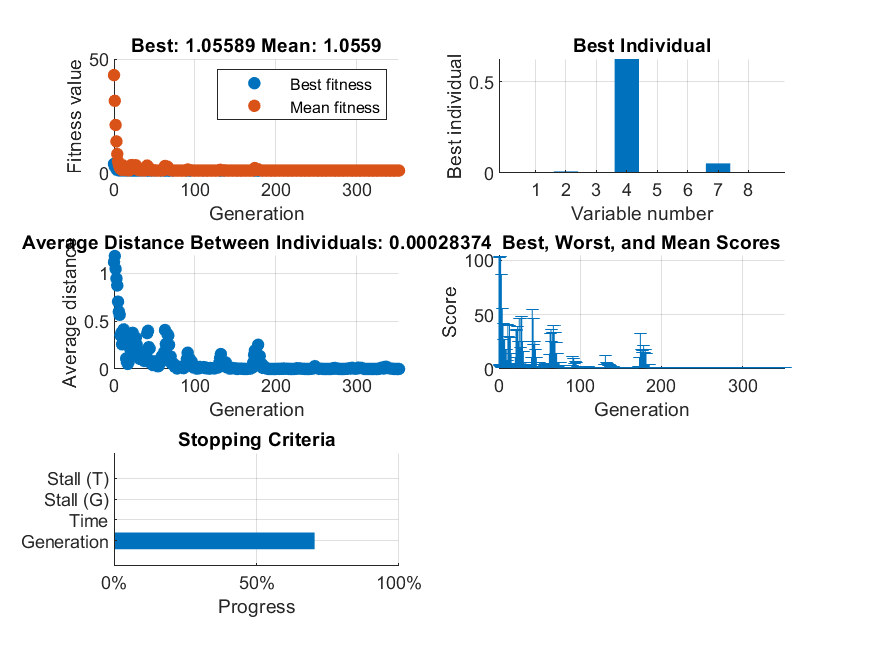 Best: 1.05589 Mean: 1.0559
Fitness value
50
0
Best fitness
Mean fitness
0 100 200 300
Generation
Best Individual
Best individual
0.5
0
1 2 3 4 5 6 7 8
Variable number
Average Distance Between Individuals: 0.00028374
Average distance
1
0.5
0
0 100 200 300
Generation
Best, Worst, and Mean Scores
Score
100
50
0
0 100 200 300
Generation
Stopping Criteria
Stall (T)
Stall (G)
Time
Generation
0% 50% 100%
Progress